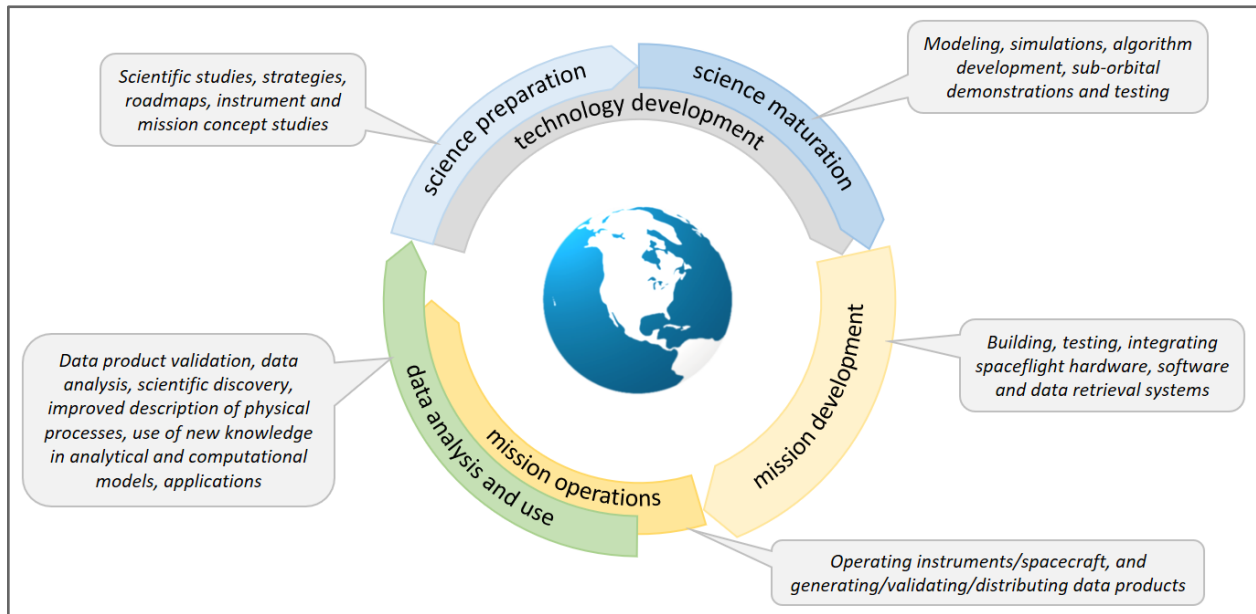 Scientific studies, strategies,
roadmaps, instrument and
mission concept studies
science preparation
technology development
science maturation
Modeling, simulations, algorithm
development, sub-orbital
demonstrations and testing
mission development
Building, testing, integrating
spaceflight hardware, software
and data retrieval systems
mission operations
Operating instruments/spacecraft, and
generating/validating/distributing data products
data analysis and use
Data product validation, data
analysis, scientific discovery,
improved description of physical
processes, use of new knowledge
in analytical and computational
models, applications